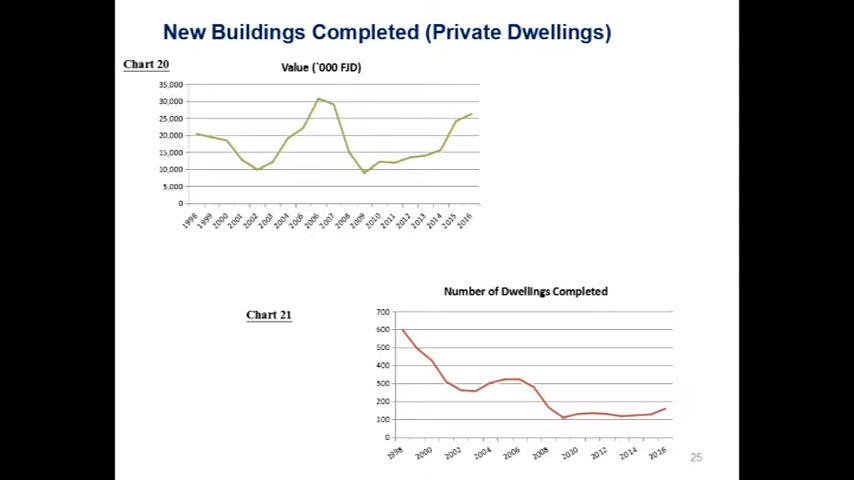 New Buildings Completed (Private Dwellings)
Chart 20
Value (`000 FJD)
35,000
30,000
25,000
20,000
15,000
10,000
5,000
0
1998 1999 2000 2001 2002 2003 2004 2005 2006 2007 2008 2009 2010 2011 2012 2013 2014 2015 2016
Number of Dwellings Completed
Chart 21
700
600
500
400
300
200
100
0
1998 2000 2002 2004 2006 2008 2010 2012 2014 2016
25